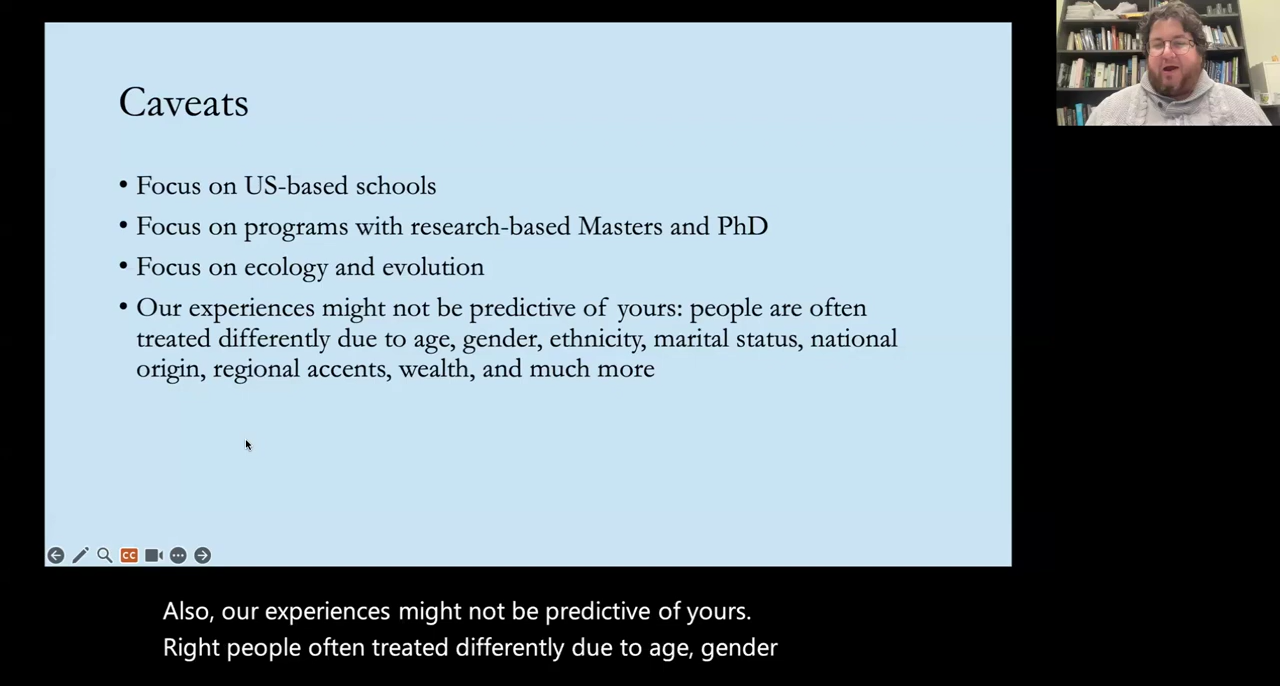 Caveats
• Focus on US-based schools
• Focus on programs with research-based Masters and PhD
• Focus on ecology and evolution
• Our experiences might not be predictive of yours: people are often
treated differently due to age, gender, ethnicity, marital status, national
origin, regional accents, wealth, and much more
CC
Also, our experiences might not be predictive of yours.
Right people often treated differently due to age, gender